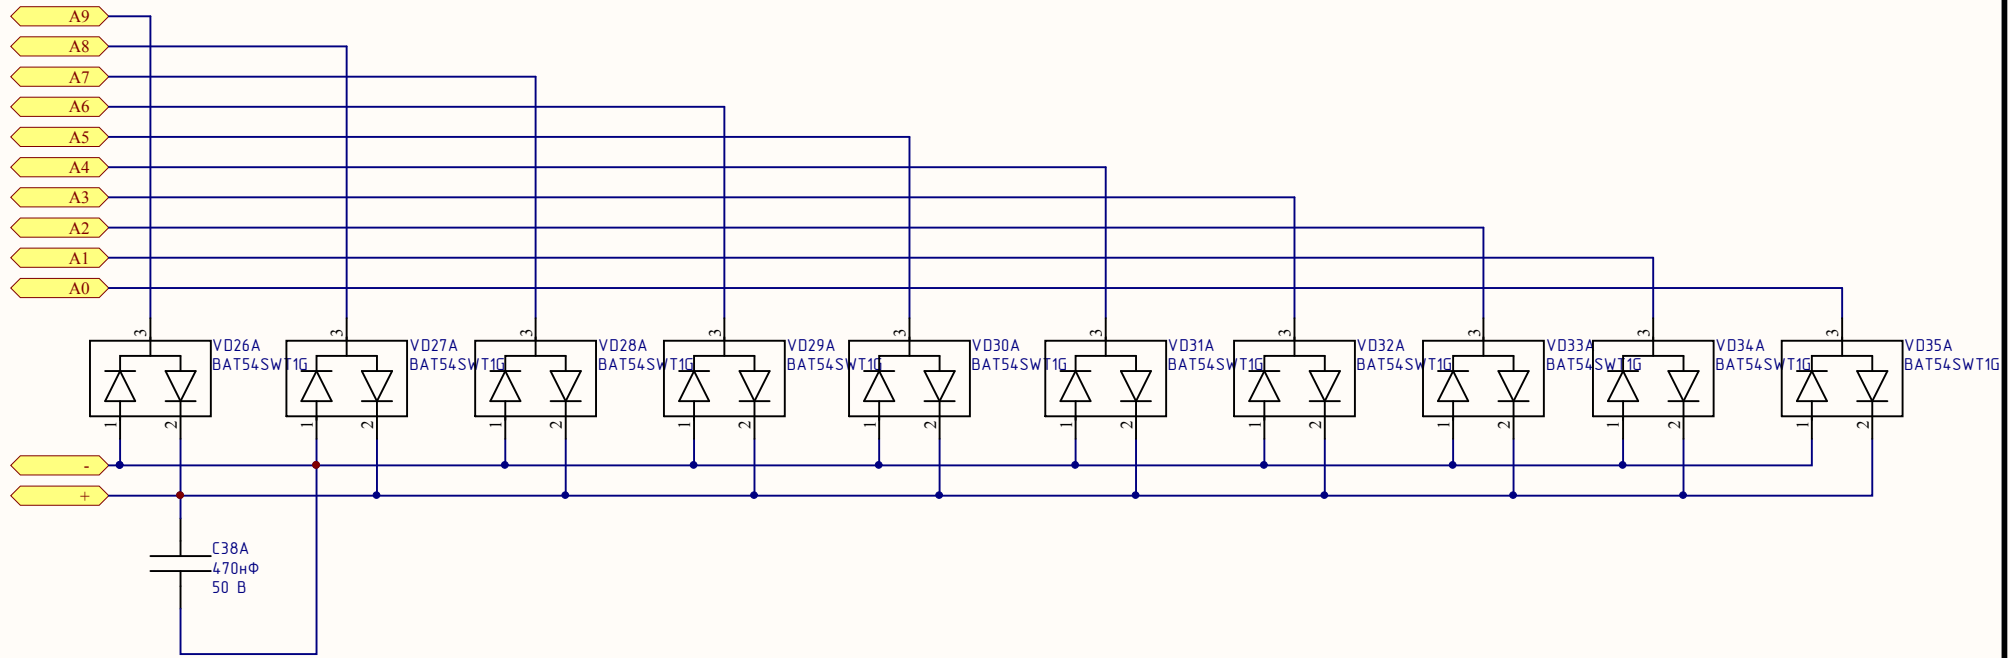 A9
A8
A7
A6
A5
A4
A3
A2
A1
A0
3 3 3 3 3 3 3 3 3 3
VD26A VD27A VD28A VD29A VD30A VD31A VD32A VD33A VD34A VD35A
BAT54SWT1G BAT54SWT1G BAT54SWT1G BAT54SWT1G BAT54SWT1G BAT54SWT1G BAT54SWT1G BAT54SWT1G BAT54SWT1G BAT54SWT1G
1 2 1 2 1 2 1 2 1 2 1 2 1 2 1 2 1 2 1 2
-
+
C38A
470нФ
50 В